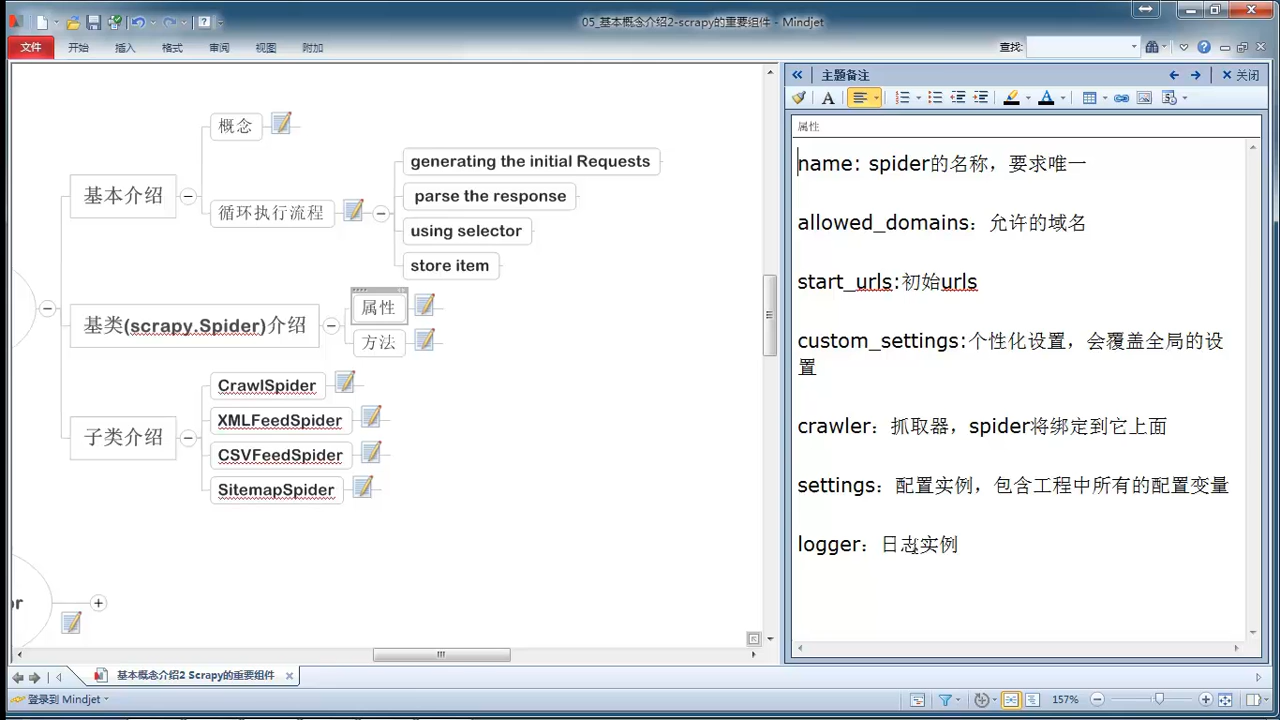 05_基本概念介绍2-scrapy的重要组件 - Mindjet
文件 开始 插入 格式 审阅 视图 附加 查找:
概念
generating the initial Requests
基本介绍
parse the response
循环执行流程
using selector
store item
属性
基类(scrapy.Spider)介绍
方法
CrawlSpider
XMLFeedSpider
子类介绍
CSVFeedSpider
SitemapSpider
or
主题备注 关闭
属性
name: spider的名称，要求唯一
allowed_domains：允许的域名
start_urls:初始urls
custom_settings:个性化设置，会覆盖全局的设
置
crawler：抓取器，spider将绑定到它上面
settings：配置实例，包含工程中所有的配置变量
logger：日志实例
基本概念介绍2 Scrapy的重要组件
登录到 Mindjet 157%